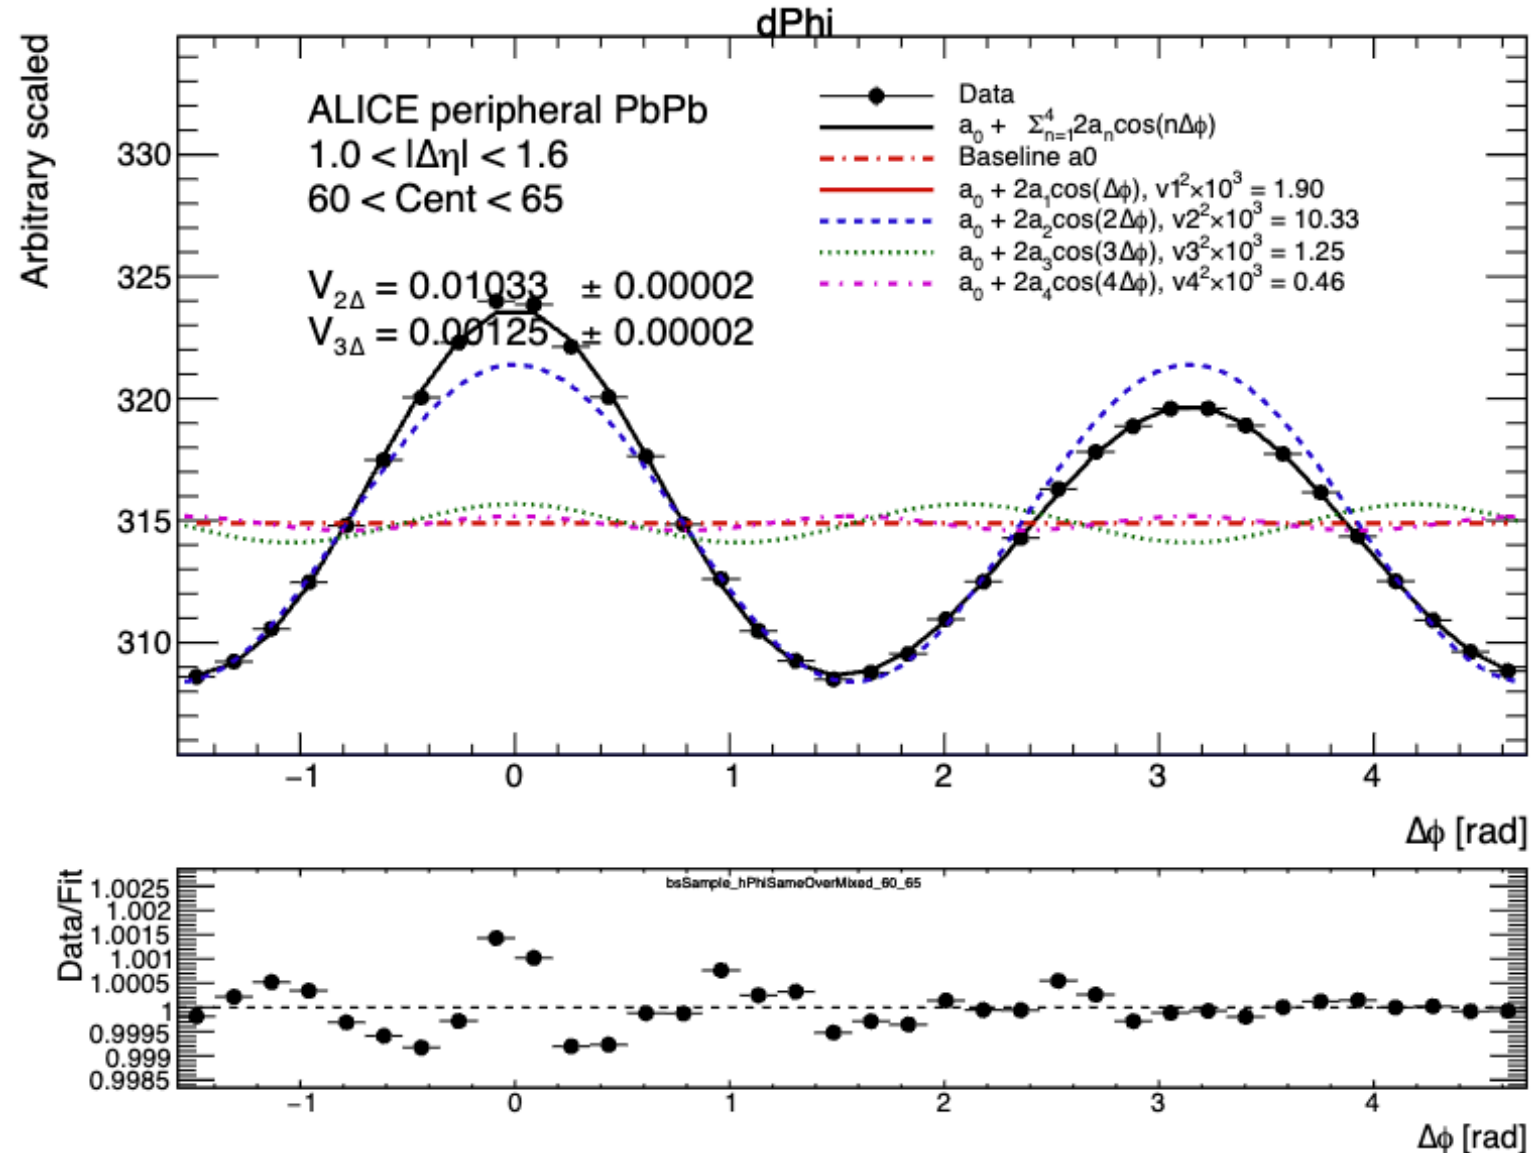 dPhi
Arbitrary scaled
ALICE peripheral PbPb
1.0 < |Δη| < 1.6
60 < Cent < 65
V2Δ = 0.01033 ± 0.00002
V3Δ = 0.00125 ± 0.00002
Data
a0 + Σ⁴n=1 2an cos(nΔϕ)
Baseline a0
a0 + 2a1cos(Δϕ), v1²×10³ = 1.90
a0 + 2a2cos(2Δϕ), v2²×10³ = 10.33
a0 + 2a3cos(3Δϕ), v3²×10³ = 1.25
a0 + 2a4cos(4Δϕ), v4²×10³ = 0.46
330
325
320
315
310
−1 0 1 2 3 4
Δϕ [rad]
Data/Fit
bsSample_hPhiSameOverMixed_60_65
1.0025
1.002
1.0015
1.001
1.0005
1
0.9995
0.999
0.9985
−1 0 1 2 3 4
Δϕ [rad]